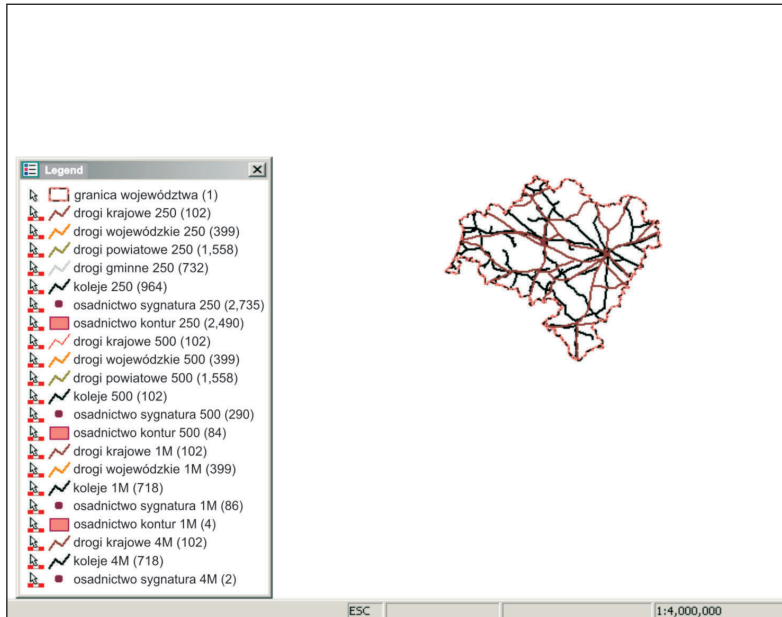 Legend
granica województwa (1)
drogi krajowe 250 (102)
drogi wojewódzkie 250 (399)
drogi powiatowe 250 (1,558)
drogi gminne 250 (732)
koleje 250 (964)
osadnictwo sygnatura 250 (2,735)
osadnictwo kontur 250 (2,490)
drogi krajowe 500 (102)
drogi wojewódzkie 500 (399)
drogi powiatowe 500 (1,558)
koleje 500 (102)
osadnictwo sygnatura 500 (290)
osadnictwo kontur 500 (84)
drogi krajowe 1M (102)
drogi wojewódzkie 1M (399)
koleje 1M (718)
osadnictwo sygnatura 1M (86)
osadnictwo kontur 1M (4)
drogi krajowe 4M (102)
koleje 4M (718)
osadnictwo sygnatura 4M (2)
ESC 1:4,000,000